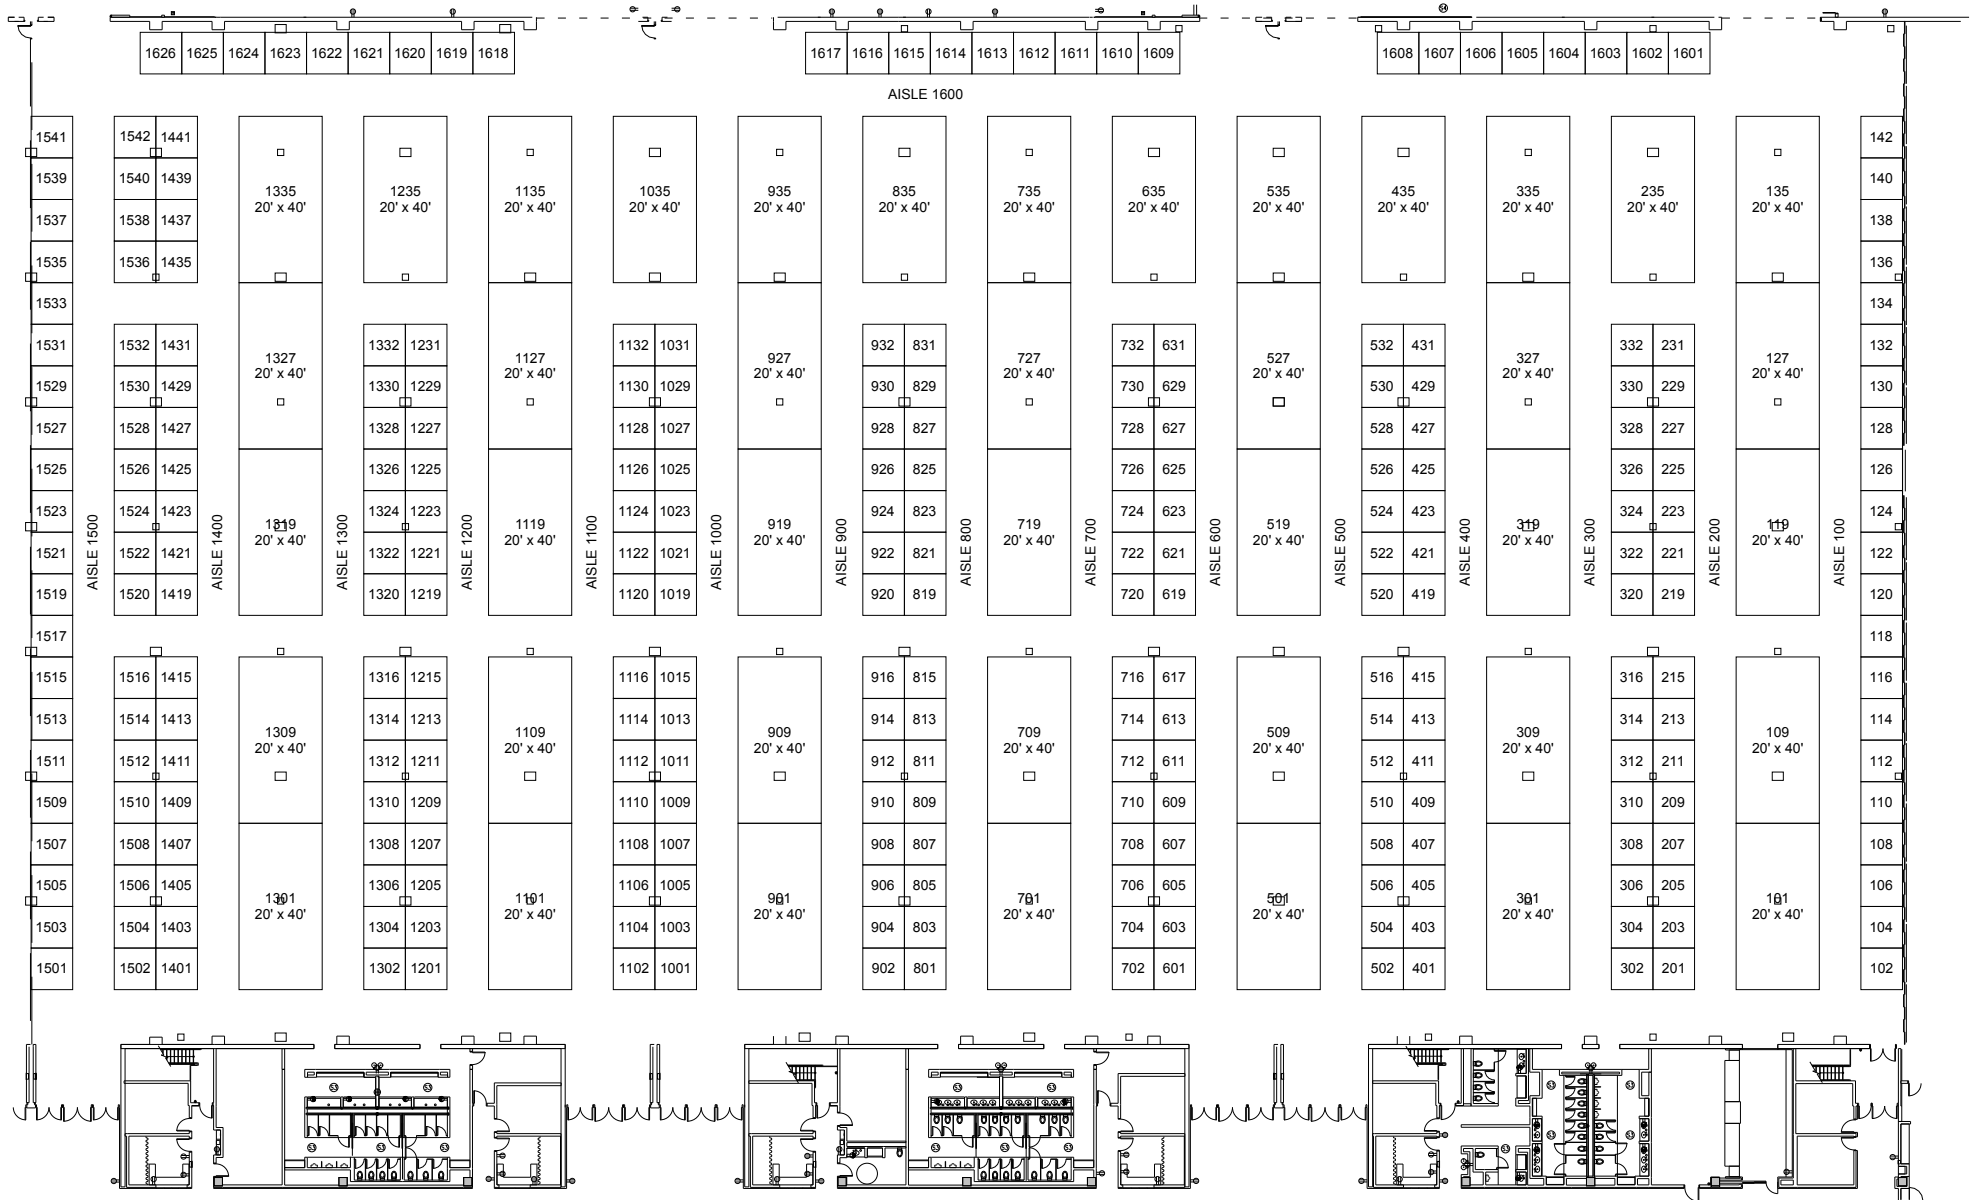 1626 1625 1624 1623 1622 1621 1620 1619 1618 1617 1616 1615 1614 1613 1612 1611 1610 1609 1608 1607 1606 1605 1604 1603 1602 1601
AISLE 1600
1541 1542 1441 142
1539 1540 1439 140
1335 1235 1135 1035 935 835 735 635 535 435 335 235 135
20' x 40' 20' x 40' 20' x 40' 20' x 40' 20' x 40' 20' x 40' 20' x 40' 20' x 40' 20' x 40' 20' x 40' 20' x 40' 20' x 40' 20' x 40'
1537 1538 1437 138
1535 1536 1435 136
1533 134
1531 1532 1431 1332 1231 1132 1031 932 831 732 631 532 431 332 231 132
1327 1127 927 727 527 327 127
20' x 40' 20' x 40' 20' x 40' 20' x 40' 20' x 40' 20' x 40' 20' x 40'
1529 1530 1429 1330 1229 1130 1029 930 829 730 629 530 429 330 229 130
1527 1528 1427 1328 1227 1128 1027 928 827 728 627 528 427 328 227 128
1525 1526 1425 1326 1225 1126 1025 926 825 726 625 526 425 326 225 126
1523 1524 1423 1324 1223 1124 1023 924 823 724 623 524 423 324 223 124
1319 1119 919 719 519 319 119
20' x 40' 20' x 40' 20' x 40' 20' x 40' 20' x 40' 20' x 40' 20' x 40'
AISLE 1500 AISLE 1400 AISLE 1300 AISLE 1200 AISLE 1100 AISLE 1000 AISLE 900 AISLE 800 AISLE 700 AISLE 600 AISLE 500 AISLE 400 AISLE 300 AISLE 200 AISLE 100
1521 1522 1421 1322 1221 1122 1021 922 821 722 621 522 421 322 221 122
1519 1520 1419 1320 1219 1120 1019 920 819 720 619 520 419 320 219 120
1517 118
1515 1516 1415 1316 1215 1116 1015 916 815 716 617 516 415 316 215 116
1513 1514 1413 1314 1213 1114 1013 914 813 714 613 514 413 314 213 114
1309 1109 909 709 509 309 109
20' x 40' 20' x 40' 20' x 40' 20' x 40' 20' x 40' 20' x 40' 20' x 40'
1511 1512 1411 1312 1211 1112 1011 912 811 712 611 512 411 312 211 112
1509 1510 1409 1310 1209 1110 1009 910 809 710 609 510 409 310 209 110
1507 1508 1407 1308 1207 1108 1007 908 807 708 607 508 407 308 207 108
1505 1506 1405 1306 1205 1106 1005 906 805 706 605 506 405 306 205 106
1301 1101 901 701 501 301 101
20' x 40' 20' x 40' 20' x 40' 20' x 40' 20' x 40' 20' x 40' 20' x 40'
1503 1504 1403 1304 1203 1104 1003 904 803 704 603 504 403 304 203 104
1501 1502 1401 1302 1201 1102 1001 902 801 702 601 502 401 302 201 102